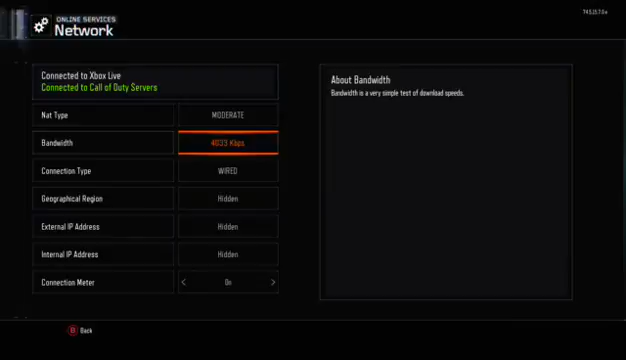 ONLINE SERVICES
Network
Connected to Xbox Live
Connected to Call of Duty Servers
Nat Type MODERATE
Bandwidth 4033 Kbps
Connection Type WIRED
Geographical Region Hidden
External IP Address Hidden
Internal IP Address Hidden
Connection Meter < On >
About Bandwidth
Bandwidth is a very simple test of download speeds.
B Back